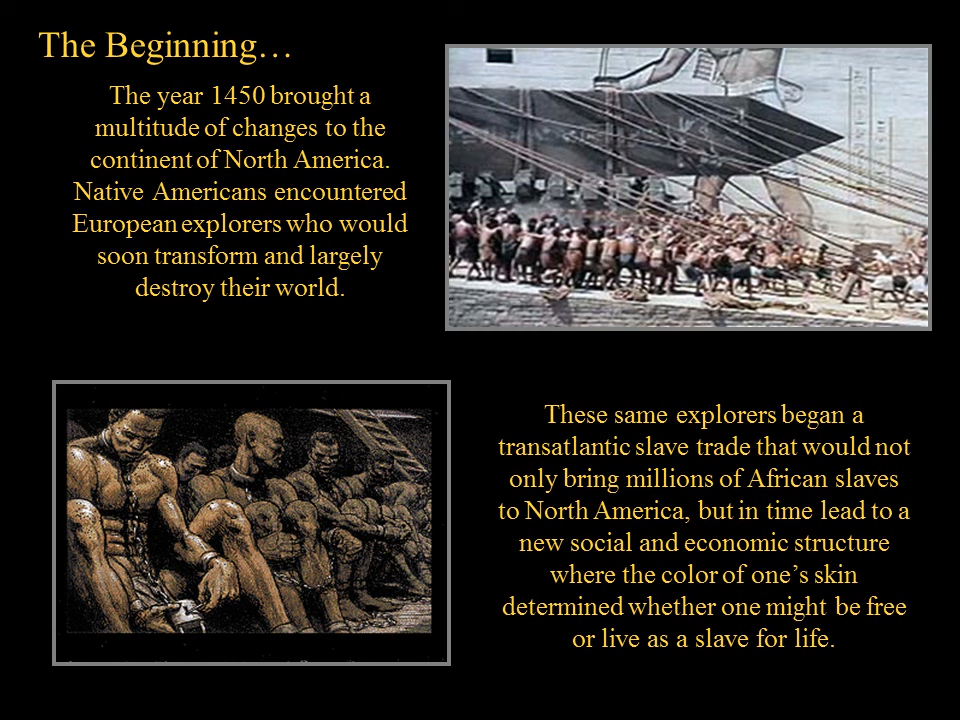 The Beginning…
The year 1450 brought a
multitude of changes to the
continent of North America.
Native Americans encountered
European explorers who would
soon transform and largely
destroy their world.
These same explorers began a
transatlantic slave trade that would not
only bring millions of African slaves
to North America, but in time lead to a
new social and economic structure
where the color of one’s skin
determined whether one might be free
or live as a slave for life.